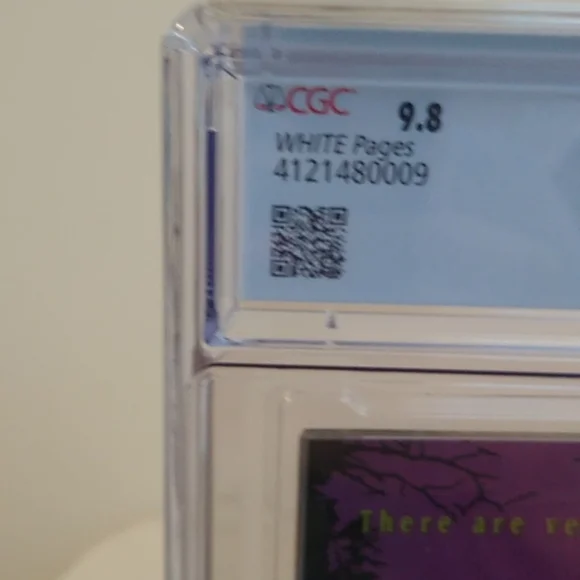 CGC 9.8
WHITE Pages
4121480009
There are ve